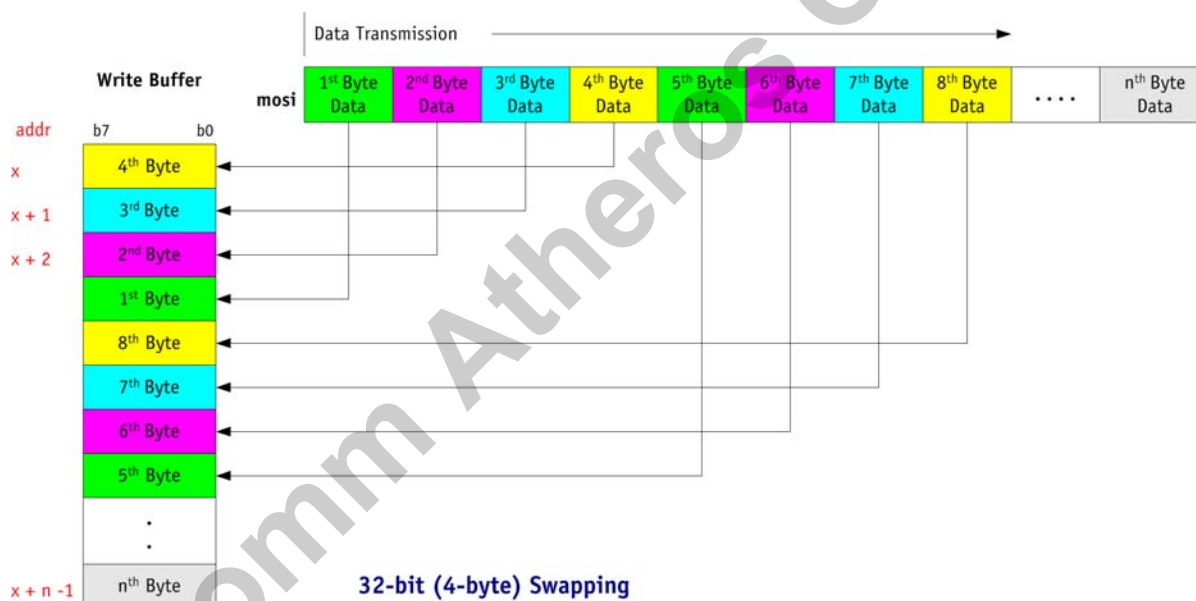 Data Transmission
Write Buffer
mosi
1st Byte Data
2nd Byte Data
3rd Byte Data
4th Byte Data
5th Byte Data
6th Byte Data
7th Byte Data
8th Byte Data
....
nth Byte Data
addr
b7 b0
x
4th Byte
x + 1
3rd Byte
x + 2
2nd Byte
1st Byte
8th Byte
7th Byte
6th Byte
5th Byte
:
x + n -1
nth Byte
32-bit (4-byte) Swapping
omm Atheros C